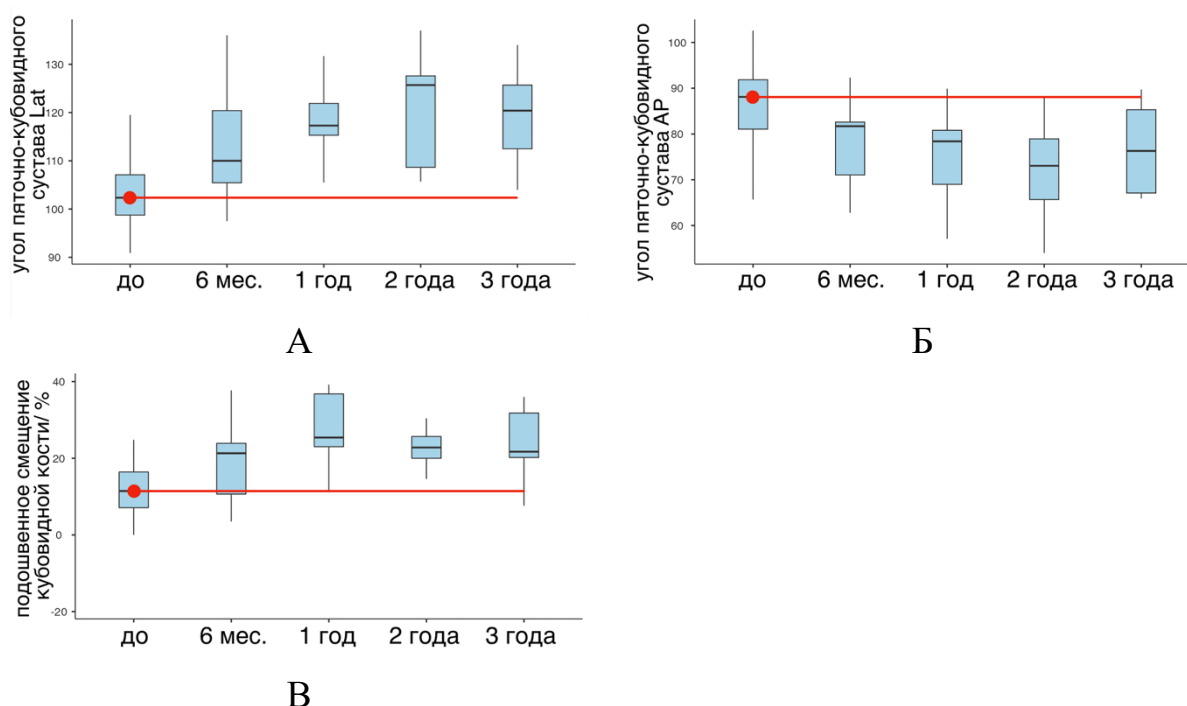 угол пяточно-кубовидного
сустава Lat
130
120
110
100
90
до 6 мес. 1 год 2 года 3 года
А
угол пяточно-кубовидного
сустава AP
100
90
80
70
60
до 6 мес. 1 год 2 года 3 года
Б
подошвенное смещение
кубовидной кости/ %
40
20
0
-20
до 6 мес. 1 год 2 года 3 года
В